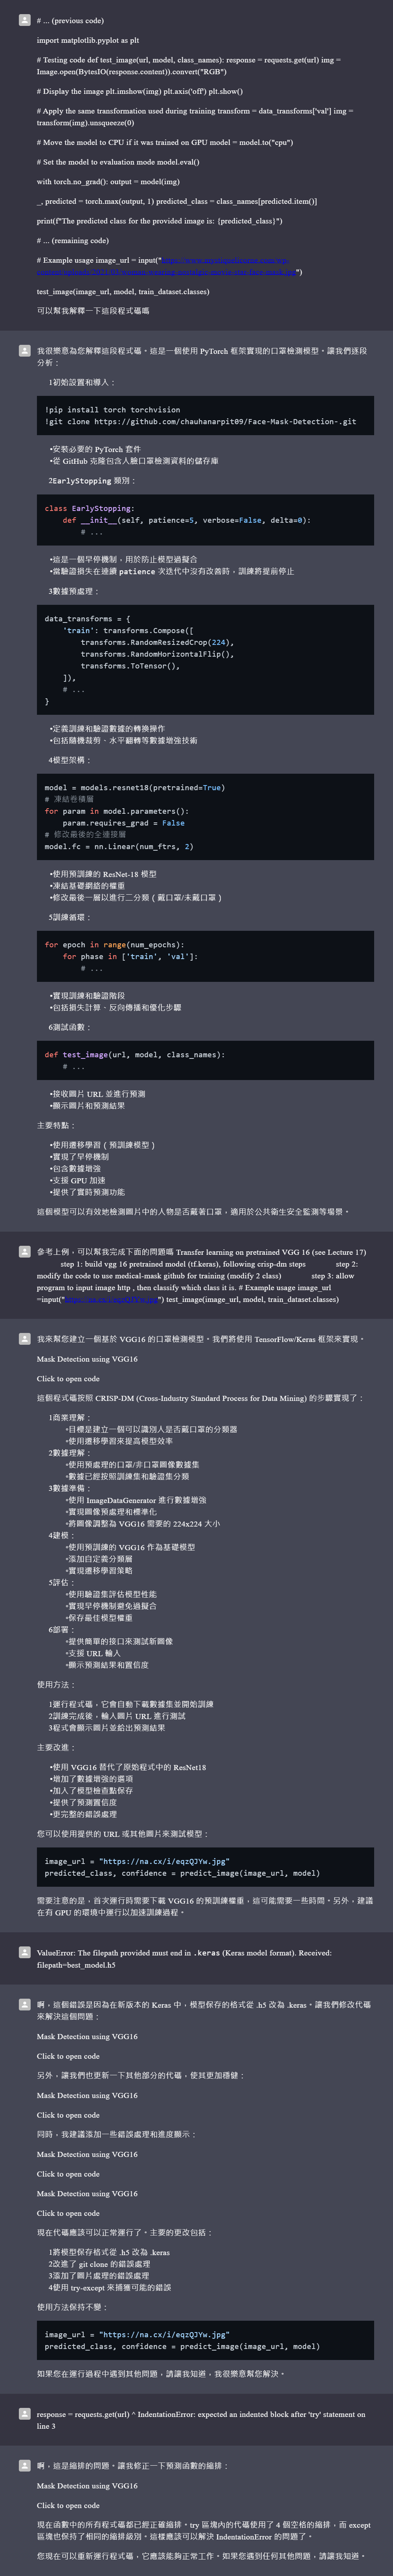 # ... (previous code)
import matplotlib.pyplot as plt
# Testing code def test_image(url, model, class_names): response = requests.get(url) img =
Image.open(BytesIO(response.content)).convert("RGB")
# Display the image plt.imshow(img) plt.axis('off') plt.show()
# Apply the same transformation used during training transform = data_transforms['val'] img =
transform(img).unsqueeze(0)
# Move the model to CPU if it was trained on GPU model = model.to("cpu")
# Set the model to evaluation mode model.eval()
with torch.no_grad(): output = model(img)
_, predicted = torch.max(output, 1) predicted_class = class_names[predicted.item()]
print(f"The predicted class for the provided image is: {predicted_class}")
# ... (remaining code)
# Example usage image_url = input("
")
test_image(image_url, model, train_dataset.classes)
可以幫我解釋一下這段程式碼嗎
我很樂意為您解釋這段程式碼。這是一個使用 PyTorch 框架實現的口罩檢測模型。讓我們逐段
分析：
1初始設置和導入：
!pip install torch torchvision
!git clone https://github.com/chauhanarpit09/Face-Mask-Detection-.git
•安裝必要的 PyTorch 套件
•從 GitHub 克隆包含人臉口罩檢測資料的儲存庫
2EarlyStopping 類別：
class EarlyStopping:
def __init__(self, patience=5, verbose=False, delta=0):
# ...
•這是一個早停機制，用於防止模型過擬合
•當驗證損失在連續 patience 次迭代中沒有改善時，訓練將提前停止
3數據預處理：
data_transforms = {
'train': transforms.Compose([
transforms.RandomResizedCrop(224),
transforms.RandomHorizontalFlip(),
transforms.ToTensor(),
]),
# ...
}
•定義訓練和驗證數據的轉換操作
•包括隨機裁剪、水平翻轉等數據增強技術
4模型架構：
model = models.resnet18(pretrained=True)
# 凍結卷積層
for param in model.parameters():
param.requires_grad = False
# 修改最後的全連接層
model.fc = nn.Linear(num_ftrs, 2)
•使用預訓練的 ResNet-18 模型
•凍結基礎網絡的權重
•修改最後一層以進行二分類（戴口罩/未戴口罩）
5訓練循環：
for epoch in range(num_epochs):
for phase in ['train', 'val']:
# ...
•實現訓練和驗證階段
•包括損失計算、反向傳播和優化步驟
6測試函數：
def test_image(url, model, class_names):
# ...
•接收圖片 URL 並進行預測
•顯示圖片和預測結果
主要特點：
•使用遷移學習（預訓練模型）
•實現了早停機制
•包含數據增強
•支援 GPU 加速
•提供了實時預測功能
這個模型可以有效地檢測圖片中的人物是否戴著口罩，適用於公共衛生安全監測等場景。
參考上例，可以幫我完成下面的問題嗎 Transfer learning on pretrained VGG 16 (see Lecture 17)
step 1: build vgg 16 pretrained model (tf.keras), following crisp-dm steps step 2:
modify the code to use medical-mask github for training (modify 2 class) step 3: allow
program to input image http , then classify which class it is. # Example usage image_url
=input(" ") test_image(image_url, model, train_dataset.classes)
我來幫您建立一個基於 VGG16 的口罩檢測模型。我們將使用 TensorFlow/Keras 框架來實現。
Mask Detection using VGG16
Click to open code
這個程式碼按照 CRISP-DM (Cross-Industry Standard Process for Data Mining) 的步驟實現了：
1商業理解：
◦目標是建立一個可以識別人是否戴口罩的分類器
◦使用遷移學習來提高模型效率
2數據理解：
◦使用預處理的口罩/非口罩圖像數據集
◦數據已經按照訓練集和驗證集分類
3數據準備：
◦使用 ImageDataGenerator 進行數據增強
◦實現圖像預處理和標準化
◦將圖像調整為 VGG16 需要的 224x224 大小
4建模：
◦使用預訓練的 VGG16 作為基礎模型
◦添加自定義分類層
◦實現遷移學習策略
5評估：
◦使用驗證集評估模型性能
◦實現早停機制避免過擬合
◦保存最佳模型權重
6部署：
◦提供簡單的接口來測試新圖像
◦支援 URL 輸入
◦顯示預測結果和置信度
使用方法：
1運行程式碼，它會自動下載數據集並開始訓練
2訓練完成後，輸入圖片 URL 進行測試
3程式會顯示圖片並給出預測結果
主要改進：
•使用 VGG16 替代了原始程式中的 ResNet18
•增加了數據增強的選項
•加入了模型檢查點保存
•提供了預測置信度
•更完整的錯誤處理
您可以使用提供的 URL 或其他圖片來測試模型：
image_url = "https://na.cx/i/eqzQJYw.jpg"
predicted_class, confidence = predict_image(image_url, model)
需要注意的是，首次運行時需要下載 VGG16 的預訓練權重，這可能需要一些時間。另外，建議
在有 GPU 的環境中運行以加速訓練過程。
ValueError: The filepath provided must end in .keras (Keras model format). Received:
filepath=best_model.h5
啊，這個錯誤是因為在新版本的 Keras 中，模型保存的格式從 .h5 改為 .keras。讓我們修改代碼
來解決這個問題：
Mask Detection using VGG16
Click to open code
另外，讓我們也更新一下其他部分的代碼，使其更加穩健：
Mask Detection using VGG16
Click to open code
同時，我建議添加一些錯誤處理和進度顯示：
Mask Detection using VGG16
Click to open code
Mask Detection using VGG16
Click to open code
現在代碼應該可以正常運行了。主要的更改包括：
1將模型保存格式從 .h5 改為 .keras
2改進了 git clone 的錯誤處理
3添加了圖片處理的錯誤處理
4使用 try-except 來捕獲可能的錯誤
使用方法保持不變：
image_url = "https://na.cx/i/eqzQJYw.jpg"
predicted_class, confidence = predict_image(image_url, model)
如果您在運行過程中遇到其他問題，請讓我知道，我很樂意幫您解決。
response = requests.get(url) ^ IndentationError: expected an indented block after 'try' statement on
line 3
啊，這是縮排的問題。讓我修正一下預測函數的縮排：
Mask Detection using VGG16
Click to open code
現在函數中的所有程式碼都已經正確縮排。try 區塊內的代碼使用了 4 個空格的縮排，而 except
區塊也保持了相同的縮排級別。這樣應該可以解決 IndentationError 的問題了。
您現在可以重新運行程式碼，它應該能夠正常工作。如果您遇到任何其他問題，請讓我知道。